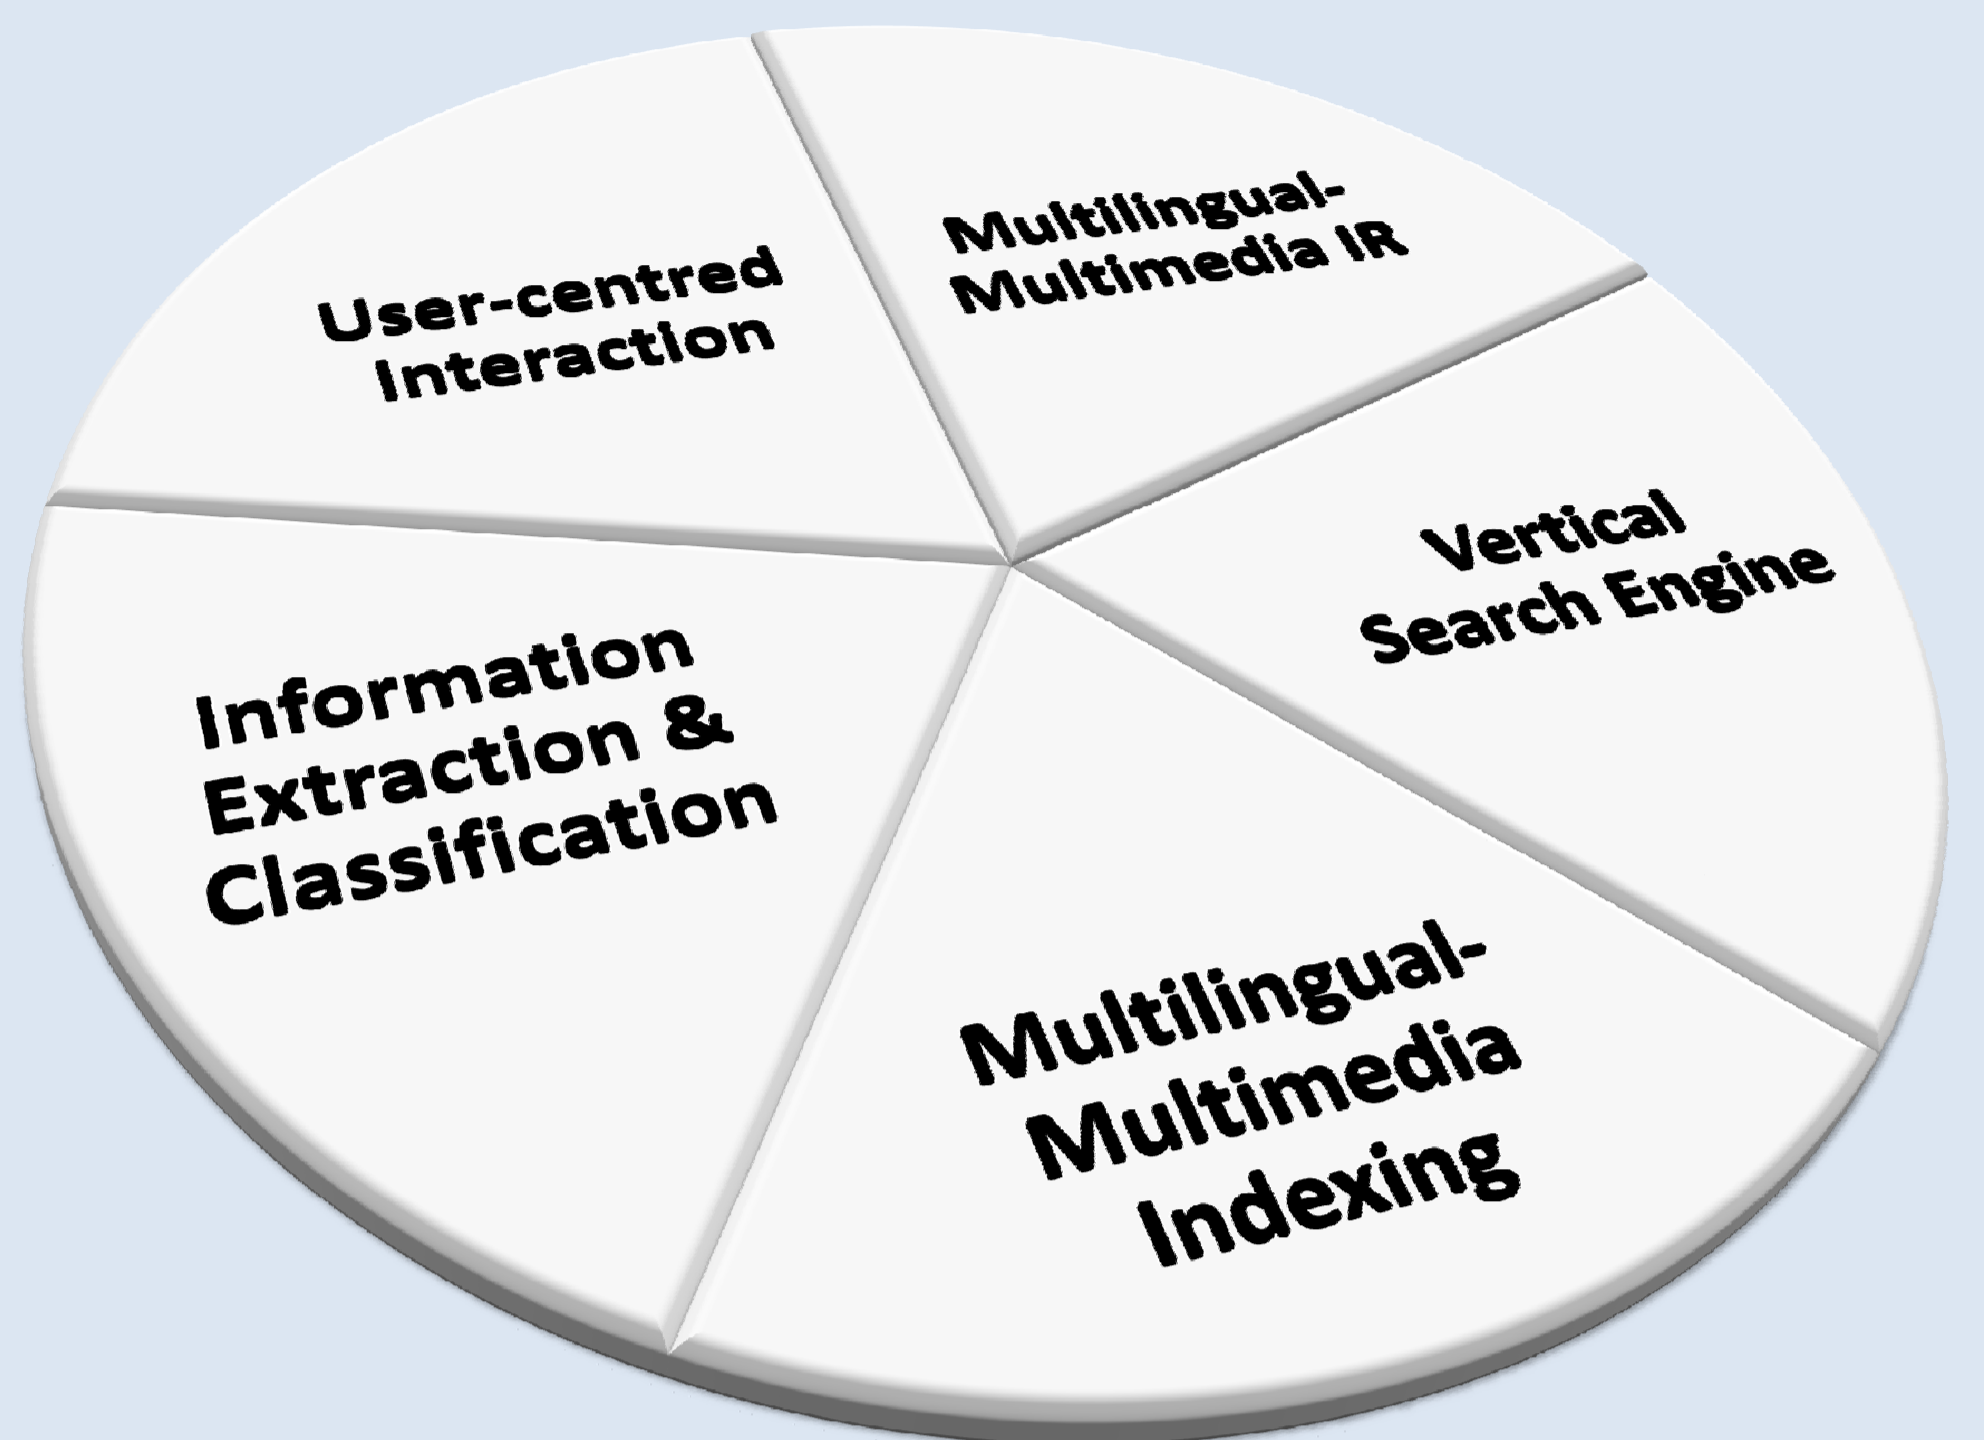 User-centred
Interaction
Multilingual-
Multimedia IR
Vertical
Search Engine
Information
Extraction &
Classification
Multilingual-
Multimedia
Indexing